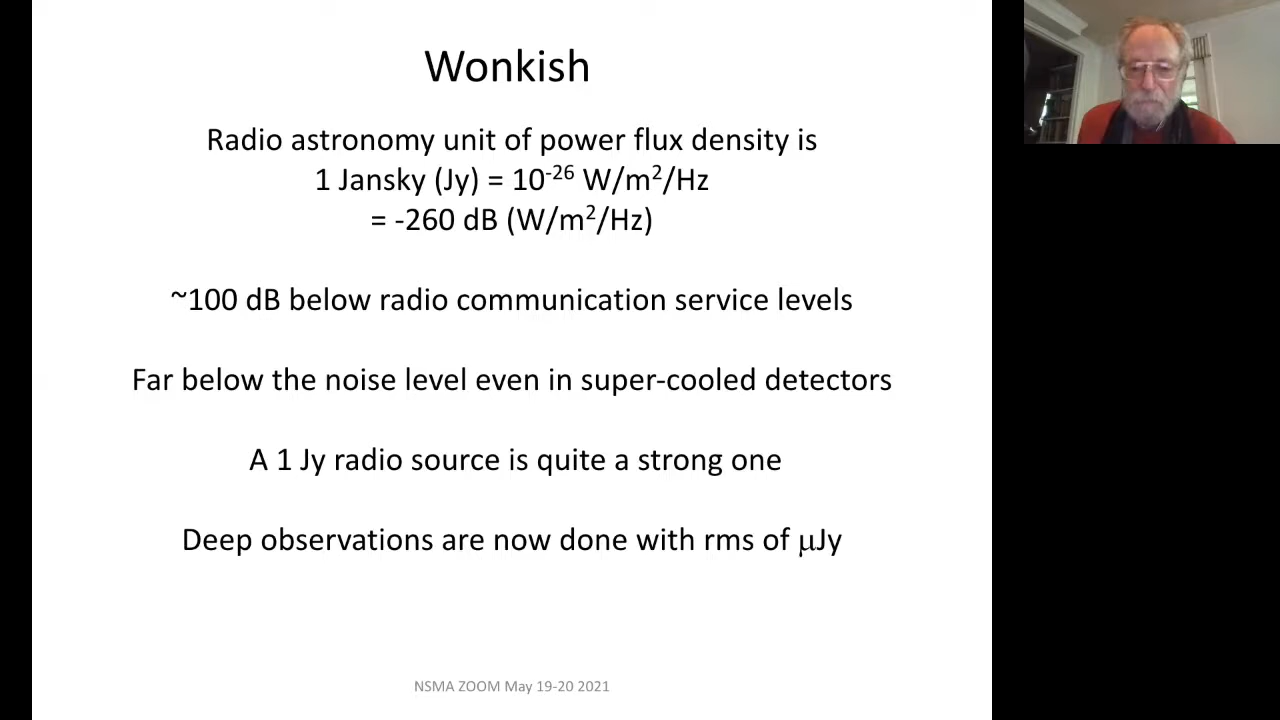 Wonkish
Radio astronomy unit of power flux density is
1 Jansky (Jy) = 10⁻²⁶ W/m²/Hz
= -260 dB (W/m²/Hz)
~100 dB below radio communication service levels
Far below the noise level even in super-cooled detectors
A 1 Jy radio source is quite a strong one
Deep observations are now done with rms of μJy
NSMA ZOOM May 19-20 2021